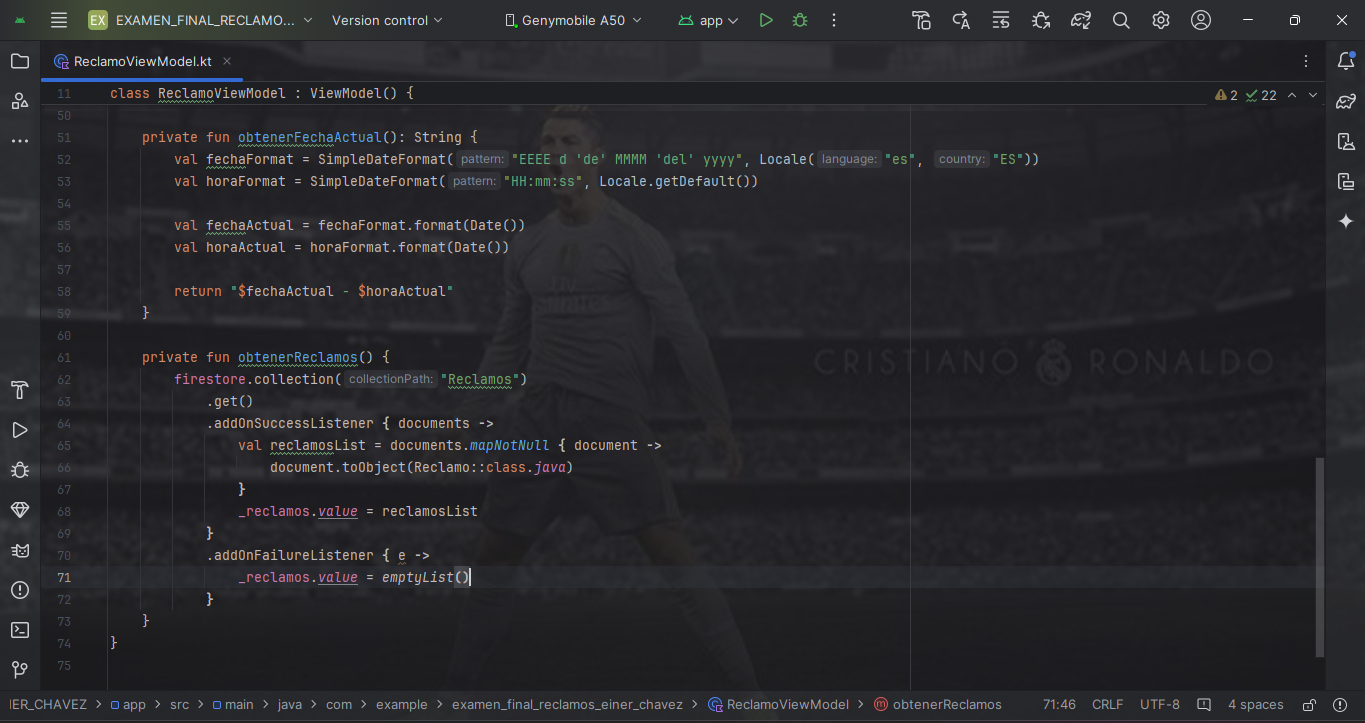 EX EXAMEN_FINAL_RECLAMO... Version control Genymobile A50 app
ReclamoViewModel.kt
11 class ReclamoViewModel : ViewModel() { 2 22
50
51 private fun obtenerFechaActual(): String {
52 val fechaFormat = SimpleDateFormat( pattern: "EEEE d 'de' MMMM 'del' yyyy", Locale( language: "es", country: "ES"))
53 val horaFormat = SimpleDateFormat( pattern: "HH:mm:ss", Locale.getDefault())
54
55 val fechaActual = fechaFormat.format(Date())
56 val horaActual = horaFormat.format(Date())
57
58 return "$fechaActual - $horaActual"
59 }
60
61 private fun obtenerReclamos() {
CRISTIANO RONALDO
62 firestore.collection( collectionPath: "Reclamos")
63 .get()
64 .addOnSuccessListener { documents ->
65 val reclamosList = documents.mapNotNull { document ->
66 document.toObject(Reclamo::class.java)
67 }
68 _reclamos.value = reclamosList
69 }
70 .addOnFailureListener { e ->
71 _reclamos.value = emptyList()
72 }
73 }
74 }
75
IER_CHAVEZ > app > src > main > java > com > example > examen_final_reclamos_einer_chavez > ReclamoViewModel > m obtenerReclamos 71:46 CRLF UTF-8 4 spaces